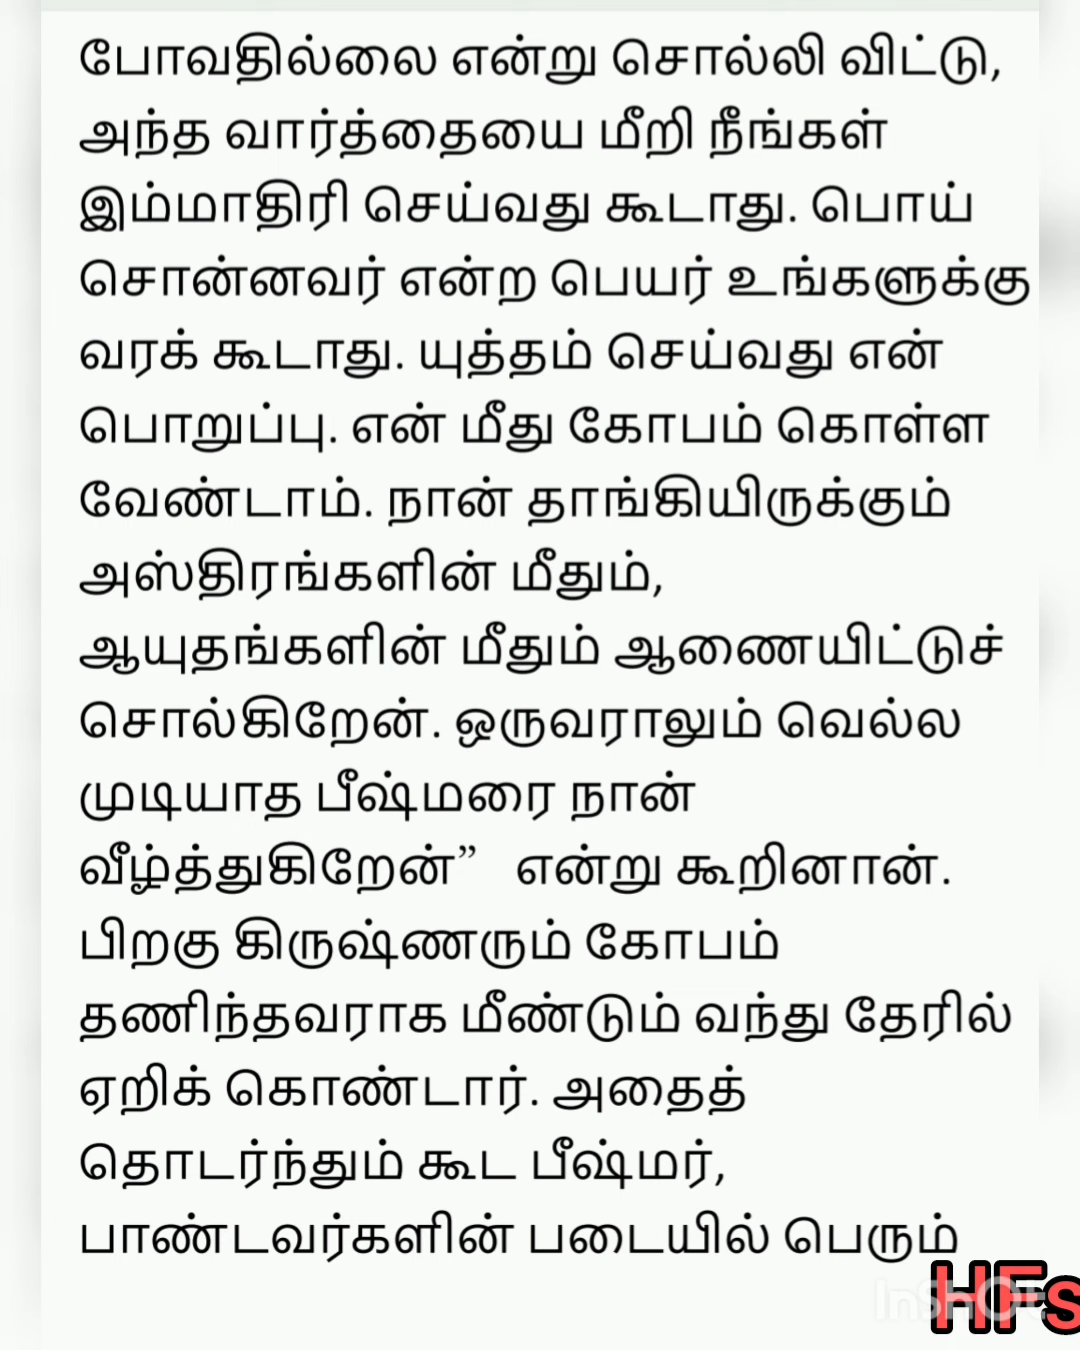 போவதில்லை என்று சொல்லி விட்டு,
அந்த வார்த்தையை மீறி நீங்கள்
இம்மாதிரி செய்வது கூடாது. பொய்
சொன்னவர் என்ற பெயர் உங்களுக்கு
வரக் கூடாது. யுத்தம் செய்வது என்
பொறுப்பு. என் மீது கோபம் கொள்ள
வேண்டாம். நான் தாங்கியிருக்கும்
அஸ்திரங்களின் மீதும்,
ஆயுதங்களின் மீதும் ஆணையிட்டுச்
சொல்கிறேன். ஒருவராலும் வெல்ல
முடியாத பீஷ்மரை நான்
வீழ்த்துகிறேன்” என்று கூறினான்.
பிறகு கிருஷ்ணரும் கோபம்
தணிந்தவராக மீண்டும் வந்து தேரில்
ஏறிக் கொண்டார். அதைத்
தொடர்ந்தும் கூட பீஷ்மர்,
பாண்டவர்களின் படையில் பெரும்
InShOt
HFs